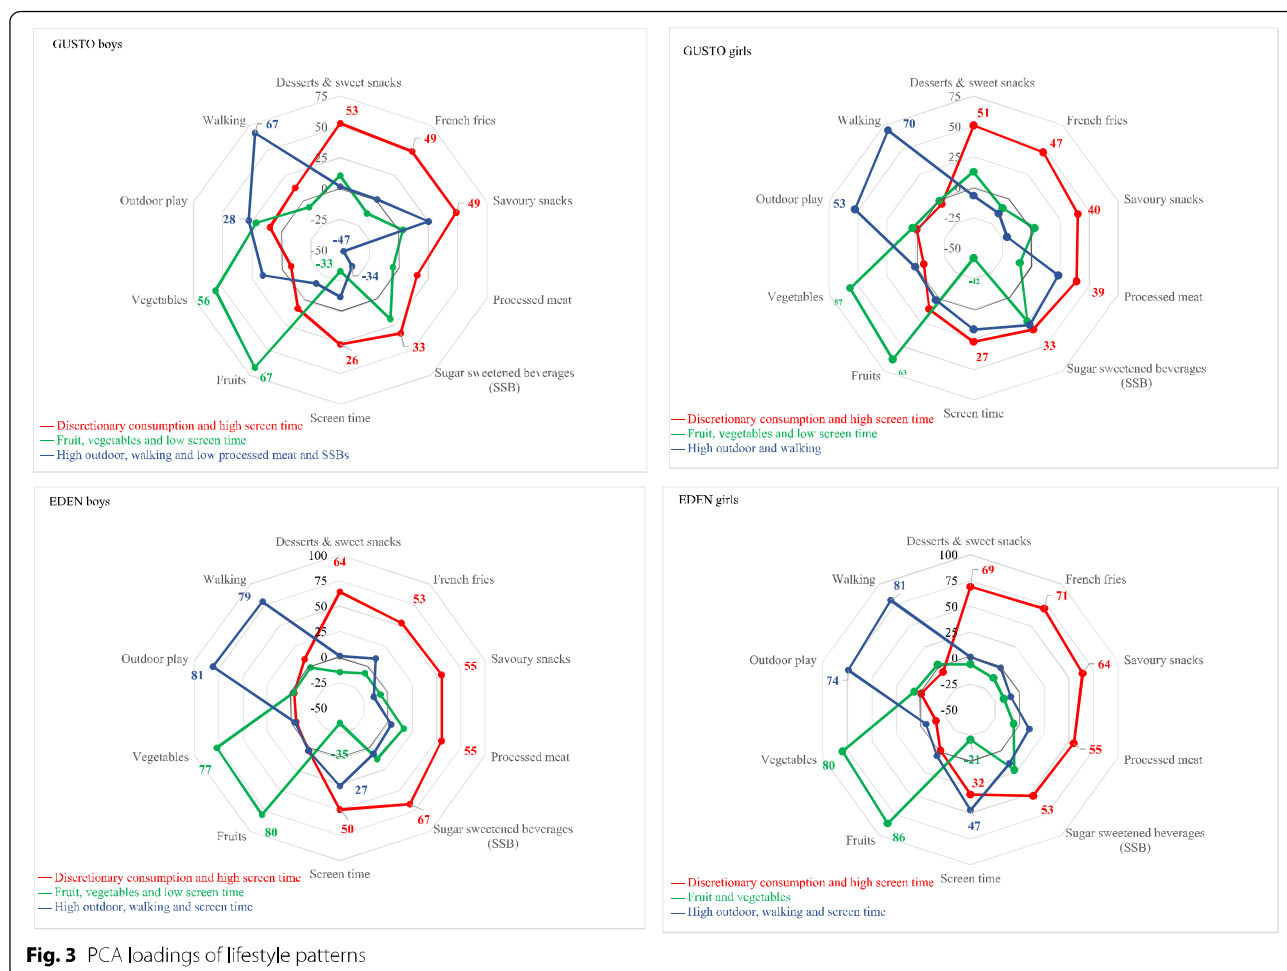 GUSTO boys
Desserts & sweet snacks
75
53
50
25
0
-25
-50
Walking
67
French fries
49
Outdoor play
28
Savoury snacks
49
-47
-33
-34
Vegetables
56
Processed meat
Fruits
67
26
33
Sugar sweetened beverages
(SSB)
Screen time
Discretionary consumption and high screen time
Fruit, vegetables and low screen time
High outdoor, walking and low processed meat and SSBs
GUSTO girls
Desserts & sweet snacks
75
51
50
25
0
-25
-50
Walking
70
French fries
47
Outdoor play
53
Savoury snacks
40
-42
Vegetables
57
Processed meat
39
Fruits
63
27
33
Sugar sweetened beverages
(SSB)
Screen time
Discretionary consumption and high screen time
Fruit, vegetables and low screen time
High outdoor and walking
EDEN boys
Desserts & sweet snacks
100
64
75
50
25
0
-25
-50
Walking
79
French fries
53
Outdoor play
81
Savoury snacks
55
-35
Vegetables
77
Processed meat
55
27
Fruits
80
50
67
Sugar sweetened beverages
(SSB)
Screen time
Discretionary consumption and high screen time
Fruit, vegetables and low screen time
High outdoor, walking and screen time
EDEN girls
Desserts & sweet snacks
100
69
75
50
25
0
-25
-50
Walking
81
French fries
71
Outdoor play
74
Savoury snacks
64
-21
Vegetables
80
Processed meat
55
32
Fruits
86
47
53
Sugar sweetened beverages
(SSB)
Screen time
Discretionary consumption and high screen time
Fruit and vegetables
High outdoor, walking and screen time
Fig. 3 PCA loadings of lifestyle patterns